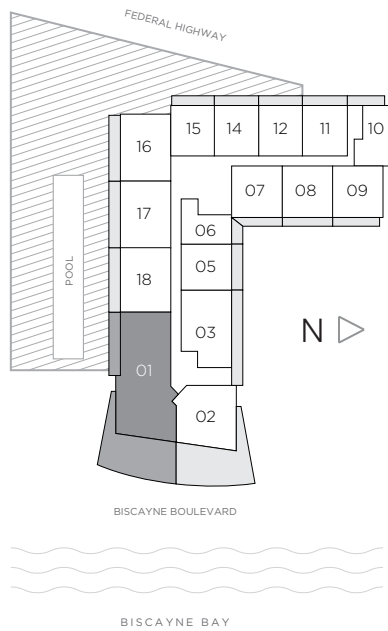 FEDERAL HIGHWAY
15 14 12 11 10
16
07 08 09
17
06
05
POOL
18
03
N
01
02
BISCAYNE BOULEVARD
BISCAYNE BAY